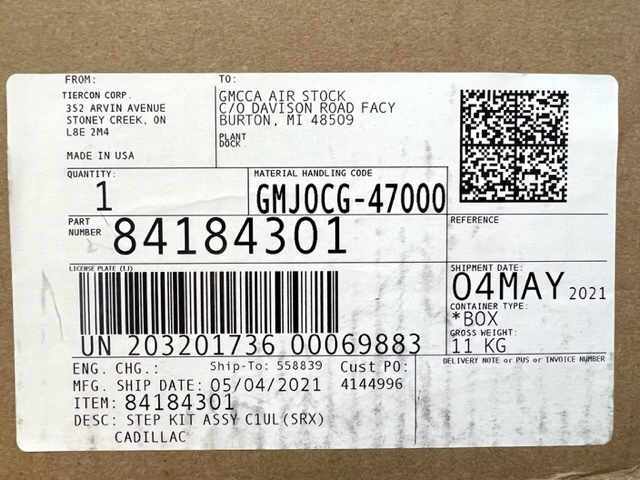 FROM:
TIERCON CORP.
352 ARVIN AVENUE
STONEY CREEK, ON
L8E 2M4
MADE IN USA
TO:
GMCCA AIR STOCK
C/O DAVISON ROAD FACY
BURTON, MI 48509
PLANT
DOCK
QUANTITY:
1
MATERIAL HANDLING CODE
GMJ0CG-47000
PART
NUMBER
84184301
REFERENCE
LICENSE PLATE (1J)
UN 203201736 00069883
SHIPMENT DATE:
04MAY 2021
CONTAINER TYPE:
*BOX
GROSS WEIGHT:
11 KG
ENG. CHG.: Ship-To: 558839 Cust PO:
MFG. SHIP DATE: 05/04/2021 4144996
ITEM: 84184301
DESC: STEP KIT ASSY C1UL(SRX)
CADILLAC
DELIVERY NOTE or PUS or INVOICE NUMBER